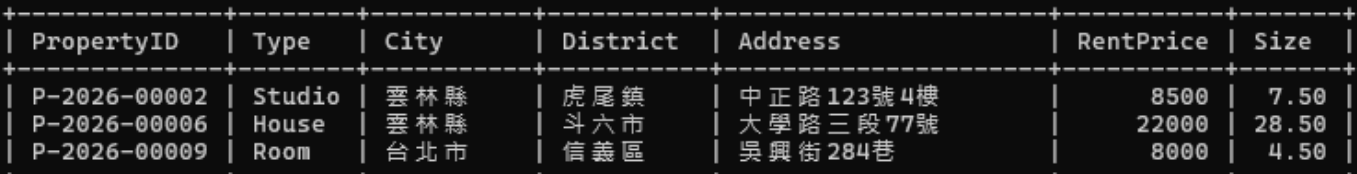 | PropertyID | Type | City | District | Address | RentPrice | Size |
| P-2026-00002 | Studio | 雲林縣 | 虎尾鎮 | 中正路123號4樓 | 8500 | 7.50 |
| P-2026-00006 | House | 雲林縣 | 斗六市 | 大學路三段77號 | 22000 | 28.50 |
| P-2026-00009 | Room | 台北市 | 信義區 | 吳興街284巷 | 8000 | 4.50 |